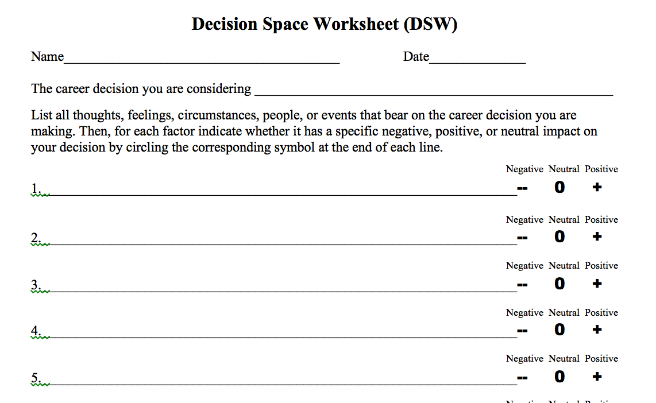 Decision Space Worksheet (DSW)
Name________________________________________ Date______________
The career decision you are considering ____________________________________________________
List all thoughts, feelings, circumstances, people, or events that bear on the career decision you are
making. Then, for each factor indicate whether it has a specific negative, positive, or neutral impact on
your decision by circling the corresponding symbol at the end of each line.
Negative Neutral Positive
1. -- 0 +
Negative Neutral Positive
2. -- 0 +
Negative Neutral Positive
3. -- 0 +
Negative Neutral Positive
4. -- 0 +
Negative Neutral Positive
5. -- 0 +